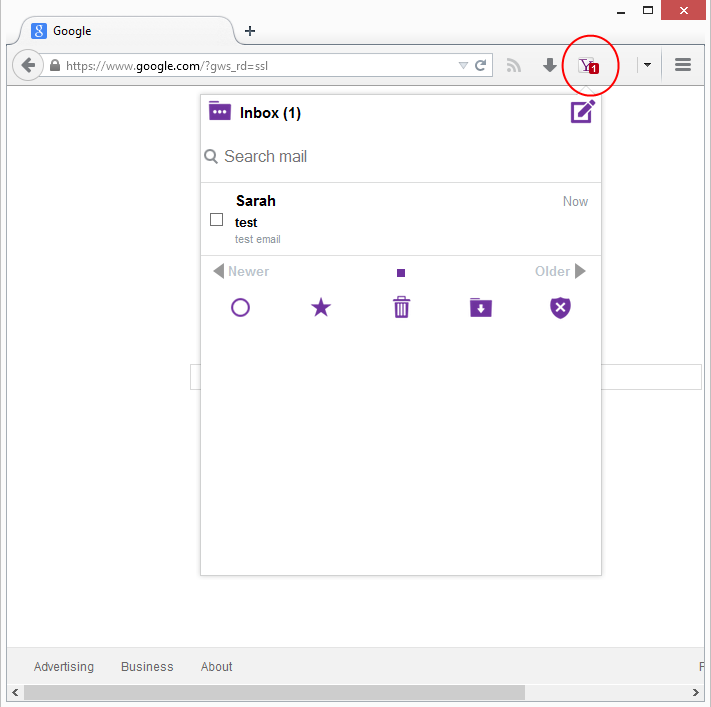 Google
https://www.google.com/?gws_rd=ssl
Y 1
Inbox (1)
Search mail
Sarah
Now
test
test email
Newer
Older
Advertising Business About